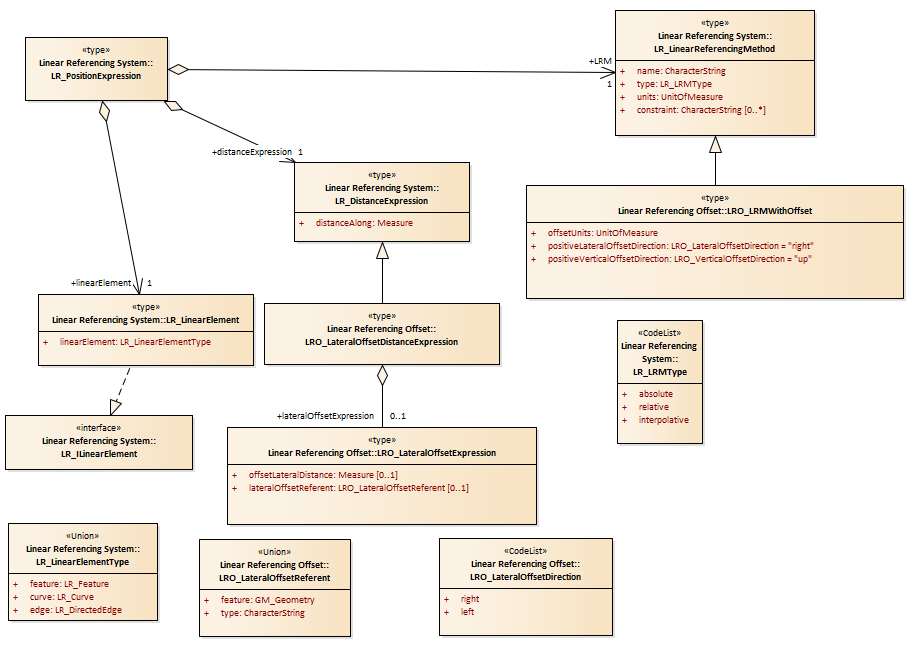 «type»
Linear Referencing System::
LR_PositionExpression
+LRM
1
«type»
Linear Referencing System::
LR_LinearReferencingMethod
+ name: CharacterString
+ type: LR_LRMType
+ units: UnitOfMeasure
+ constraint: CharacterString [0..*]
+distanceExpression 1
«type»
Linear Referencing System::
LR_DistanceExpression
+ distanceAlong: Measure
«type»
Linear Referencing Offset::LRO_LRMWithOffset
+ offsetUnits: UnitOfMeasure
+ positiveLateralOffsetDirection: LRO_LateralOffsetDirection = "right"
+ positiveVerticalOffsetDirection: LRO_VerticalOffsetDirection = "up"
+linearElement 1
«type»
Linear Referencing System::LR_LinearElement
+ linearElement: LR_LinearElementType
«type»
Linear Referencing Offset::
LRO_LateralOffsetDistanceExpression
«CodeList»
Linear Referencing
System::
LR_LRMType
+ absolute
+ relative
+ interpolative
«interface»
Linear Referencing System::
LR_ILinearElement
+lateralOffsetExpression 0..1
«type»
Linear Referencing Offset::LRO_LateralOffsetExpression
+ offsetLateralDistance: Measure [0..1]
+ lateralOffsetReferent: LRO_LateralOffsetReferent [0..1]
«Union»
Linear Referencing System::
LR_LinearElementType
+ feature: LR_Feature
+ curve: LR_Curve
+ edge: LR_DirectedEdge
«Union»
Linear Referencing Offset::
LRO_LateralOffsetReferent
+ feature: GM_Geometry
+ type: CharacterString
«CodeList»
Linear Referencing Offset::
LRO_LateralOffsetDirection
+ right
+ left